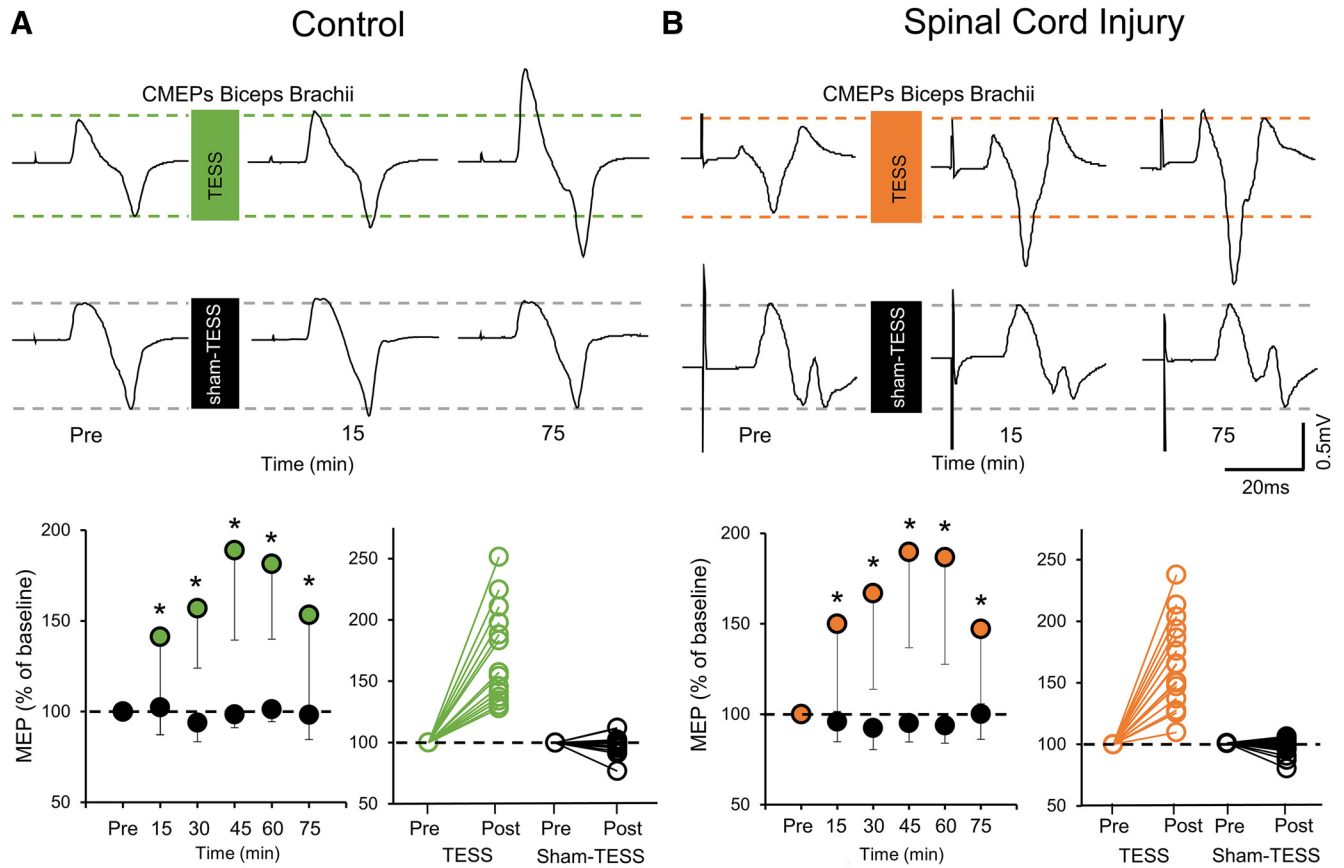 A
Control
CMEPs Biceps Brachii
TESS
sham-TESS
Pre
15
75
Time (min)
B
Spinal Cord Injury
CMEPs Biceps Brachii
TESS
sham-TESS
Pre
15
75
Time (min)
0.5mV
20ms
MEP (% of baseline)
200
150
100
50
* * * * *
Pre 15 30 45 60 75
Time (min)
250
200
150
100
50
Pre Post Pre Post
TESS Sham-TESS
MEP (% of baseline)
200
150
100
50
* * * * *
Pre 15 30 45 60 75
Time (min)
250
200
150
100
50
Pre Post Pre Post
TESS Sham-TESS